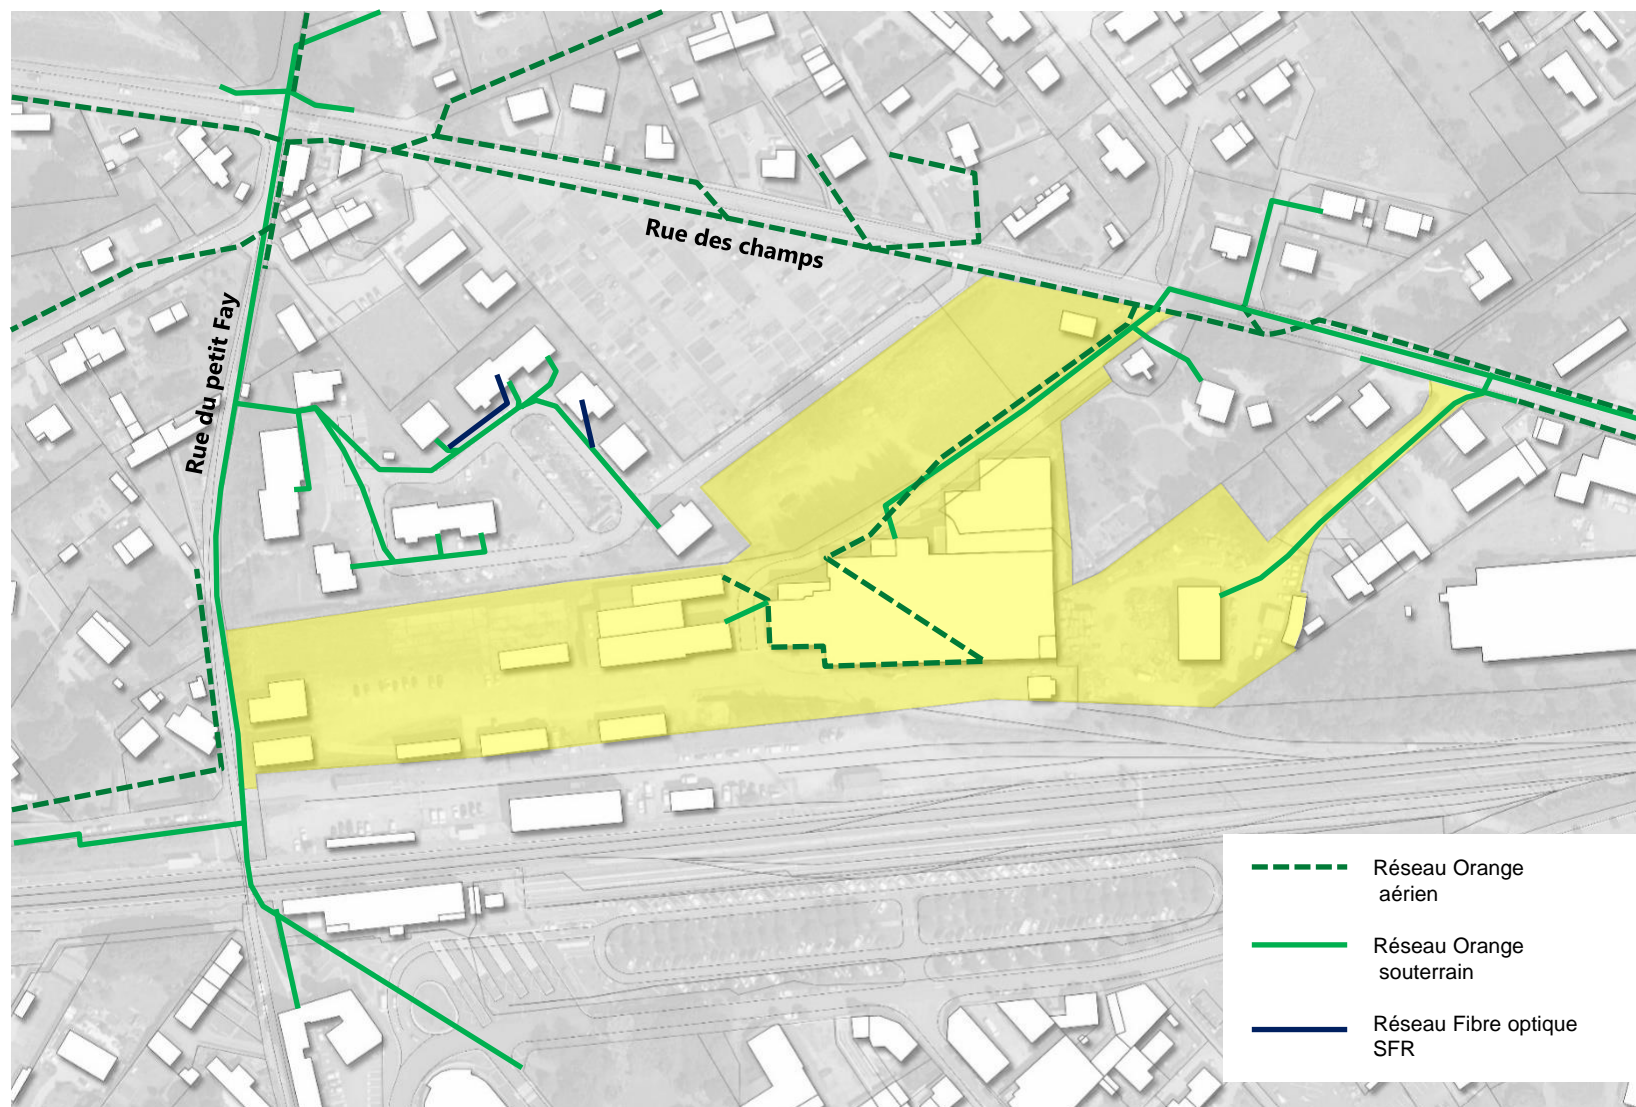 Rue des champs
Rue du petit Fay
Réseau Orange
aérien
Réseau Orange
souterrain
Réseau Fibre optique
SFR